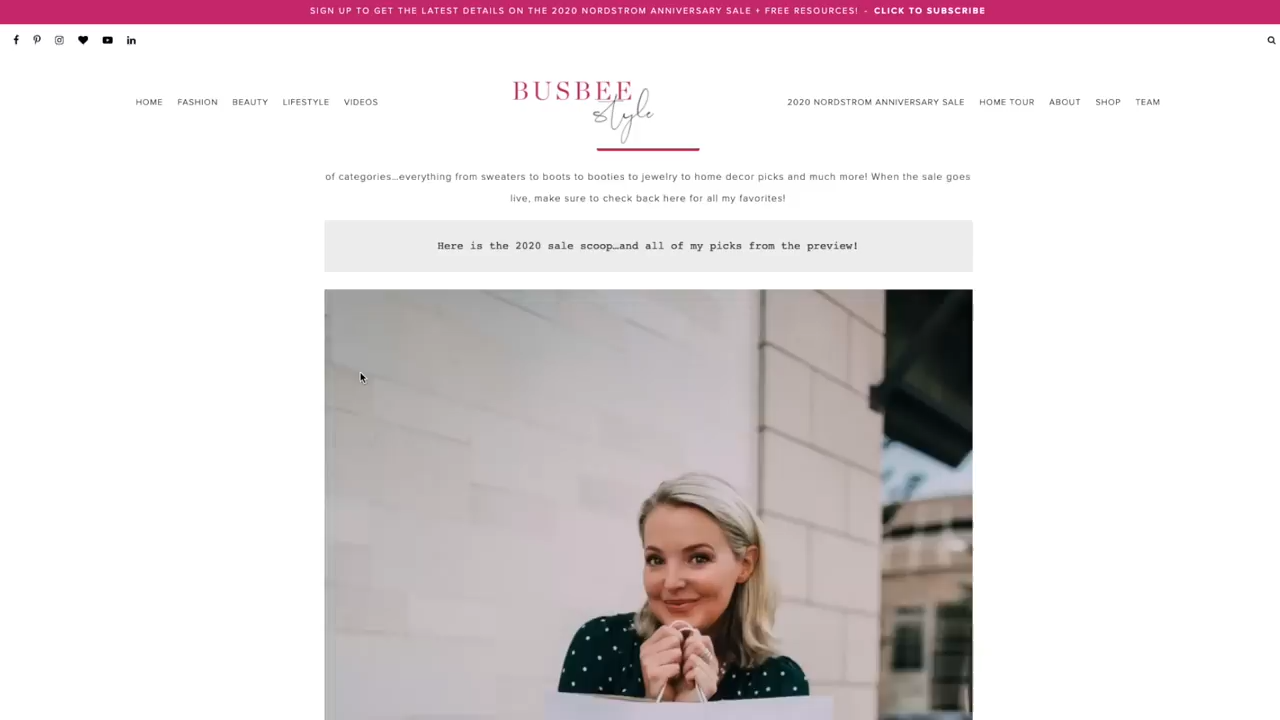 SIGN UP TO GET THE LATEST DETAILS ON THE 2020 NORDSTROM ANNIVERSARY SALE + FREE RESOURCES! - CLICK TO SUBSCRIBE
HOME FASHION BEAUTY LIFESTYLE VIDEOS
BUSBEE
style
2020 NORDSTROM ANNIVERSARY SALE HOME TOUR ABOUT SHOP TEAM
of categories…everything from sweaters to boots to booties to jewelry to home decor picks and much more! When the sale goes
live, make sure to check back here for all my favorites!
Here is the 2020 sale scoop…and all of my picks from the preview!